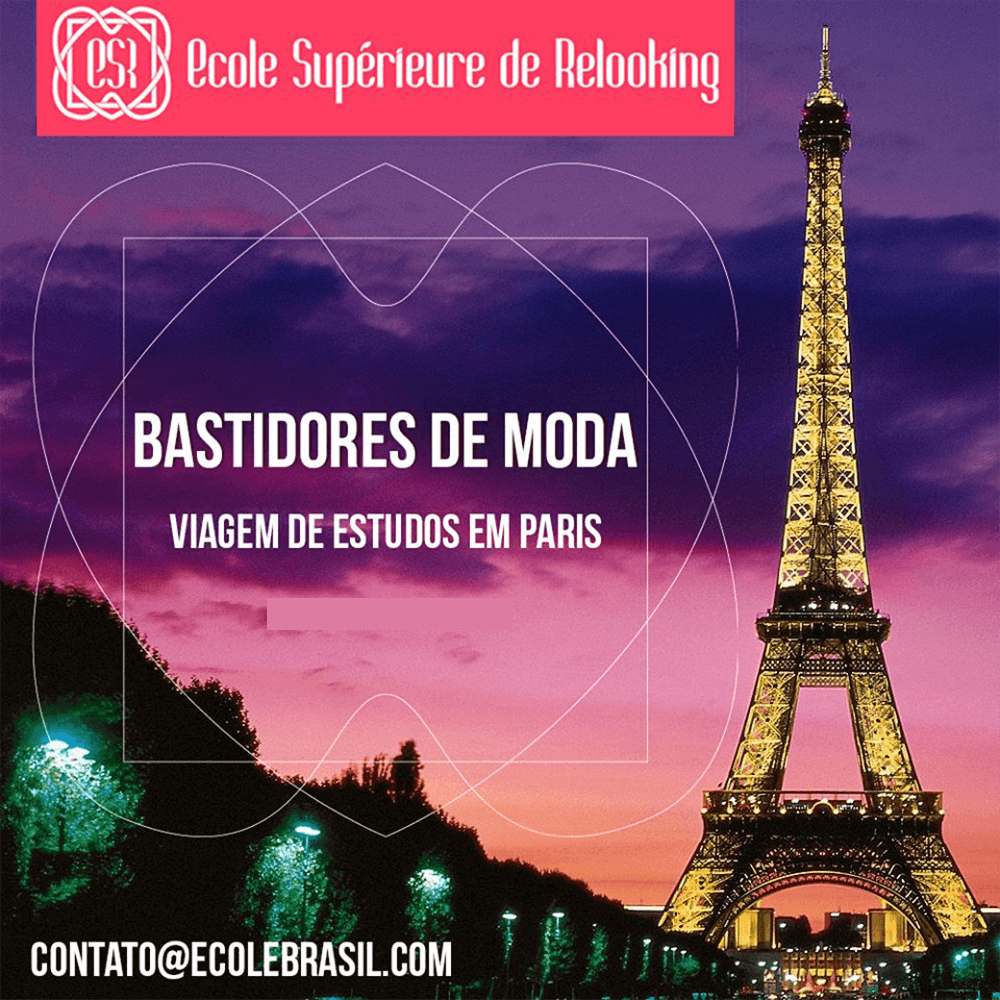 esr
ecole Supérieure de Relooking
BASTIDORES DE MODA
VIAGEM DE ESTUDOS EM PARIS
CONTATO@ECOLEBRASIL.COM